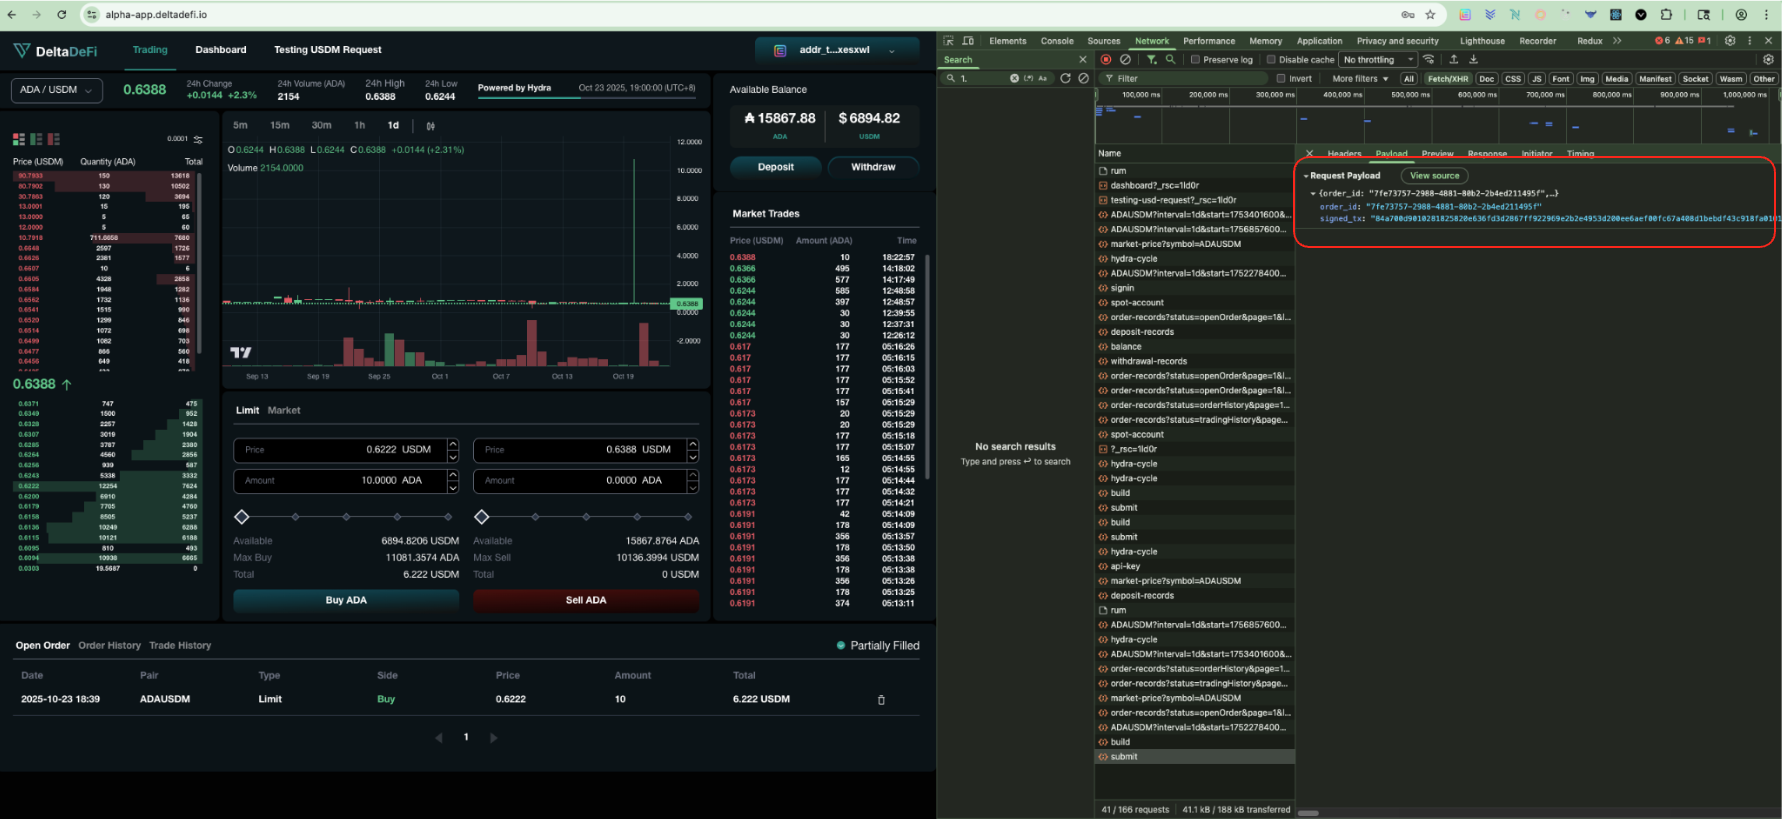 alpha-app.deltadefi.io
DeltaDeFi Trading Dashboard Testing USDM Request addr_t...xesxwl
ADA / USDM 0.6388
24h Change
+0.0144 +2.3%
24h Volume (ADA)
2154
24h High
0.6388
24h Low
0.6244
Powered by Hydra Oct 23 2025, 19:00:00 (UTC+8)
0.0001
Price (USDM) Quantity (ADA) Total
90.7993 150 13618
80.7902 130 10502
30.7863 120 3694
13.0001 15 195
13.0000 5 65
12.0000 5 60
10.7918 711.6658 7680
0.6648 2597 1726
0.6626 2381 1577
0.6607 10 6
0.6605 4328 2858
0.6584 1948 1282
0.6562 1732 1136
0.6541 1515 990
0.6520 1299 846
0.6514 1072 698
0.6499 1082 703
0.6477 866 560
0.6456 649 418
0.6388 ↑
0.6371 747 475
0.6349 1500 952
0.6328 2257 1428
0.6307 3019 1904
0.6285 3787 2380
0.6264 4560 2856
0.6256 939 587
0.6243 5338 3332
0.6222 12254 7624
0.6200 6910 4284
0.6179 7705 4760
0.6158 8505 5237
0.6136 10249 6288
0.6115 10121 6188
0.6095 810 493
0.6094 10938 6665
0.0303 19.5687 0
5m 15m 30m 1h 1d
O0.6244 H0.6388 L0.6244 C0.6388 +0.0144 (+2.31%)
Volume 2154.0000
12.0000
10.0000
8.0000
6.0000
4.0000
2.0000
0.6388
0.0000
-2.0000
Sep 13 Sep 19 Sep 25 Oct 1 Oct 7 Oct 13 Oct 19
Limit Market
Price 0.6222 USDM
Amount 10.0000 ADA
Available 6894.8206 USDM
Max Buy 11081.3574 ADA
Total 6.222 USDM
Buy ADA
Price 0.6388 USDM
Amount 0.0000 ADA
Available 15867.8764 ADA
Max Sell 10136.3994 USDM
Total 0 USDM
Sell ADA
Available Balance
₳ 15867.88 $ 6894.82
ADA USDM
Deposit Withdraw
Market Trades
Price (USDM) Amount (ADA) Time
0.6388 10 18:22:57
0.6366 495 14:18:02
0.6366 577 14:17:49
0.6244 585 12:48:58
0.6244 397 12:48:57
0.6244 30 12:39:55
0.6244 30 12:37:31
0.6244 30 12:26:12
0.617 177 05:16:26
0.617 177 05:16:15
0.617 177 05:16:03
0.617 177 05:15:52
0.617 177 05:15:41
0.617 157 05:15:29
0.6173 20 05:15:29
0.6173 20 05:15:29
0.6173 177 05:15:18
0.6173 177 05:15:07
0.6173 165 05:14:55
0.6173 12 05:14:55
0.6173 177 05:14:44
0.6173 177 05:14:32
0.6173 177 05:14:21
0.6191 42 05:14:09
0.6191 178 05:14:09
0.6191 356 05:13:57
0.6191 178 05:13:50
0.6191 356 05:13:38
0.6191 178 05:13:38
0.6191 356 05:13:26
0.6191 178 05:13:25
0.6191 374 05:13:11
Open Order Order History Trade History Partially Filled
Date Pair Type Side Price Amount Total
2025-10-23 18:39 ADAUSDM Limit Buy 0.6222 10 6.222 USDM
1
Elements Console Sources Network Performance Memory Application Privacy and security Lighthouse Recorder Redux 6 15 1
Search
1.
Aa
No search results
Type and press ↩ to search
Preserve log Disable cache No throttling
Filter Invert More filters All Fetch/XHR Doc CSS JS Font Img Media Manifest Socket Wasm Other
100,000 ms 200,000 ms 300,000 ms 400,000 ms 500,000 ms 600,000 ms 700,000 ms 800,000 ms 900,000 ms 1,000,000 ms
Name
rum
dashboard?_rsc=1ld0r
testing-usd-request?_rsc=1ld0r
ADAUSDM?interval=1d&start=1753401600&...
ADAUSDM?interval=1d&start=1756857600...
market-price?symbol=ADAUSDM
hydra-cycle
ADAUSDM?interval=1d&start=1752278400...
signin
spot-account
order-records?status=openOrder&page=1&l...
deposit-records
balance
withdrawal-records
order-records?status=openOrder&page=1&l...
order-records?status=openOrder&page=1&l...
order-records?status=orderHistory&page=1...
order-records?status=tradingHistory&page...
spot-account
?_rsc=1ld0r
hydra-cycle
hydra-cycle
build
submit
build
submit
hydra-cycle
api-key
market-price?symbol=ADAUSDM
deposit-records
rum
ADAUSDM?interval=1d&start=1756857600...
hydra-cycle
ADAUSDM?interval=1d&start=1753401600&...
order-records?status=orderHistory&page=1...
order-records?status=tradingHistory&page...
market-price?symbol=ADAUSDM
order-records?status=openOrder&page=1&l...
ADAUSDM?interval=1d&start=1752278400...
build
submit
41 / 166 requests 41.1 kB / 188 kB transferred
Headers Payload Preview Response Initiator Timing
Request Payload View source
{order_id: "7fe73757-2988-4881-80b2-2b4ed211495f",…}
order_id: "7fe73757-2988-4881-80b2-2b4ed211495f"
signed_tx: "84a700d9010281825820e636fd3d2867ff922969e2b2e4953d200ee6aef00fc67a408d1bebdf43c918fa0101